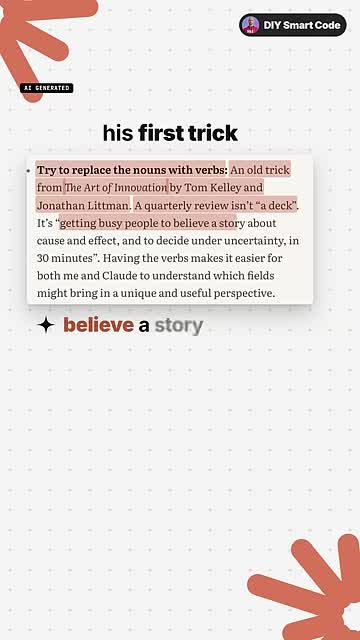 DIY Smart Code
AI GENERATED
his first trick
• Try to replace the nouns with verbs: An old trick
from The Art of Innovation by Tom Kelley and
Jonathan Littman. A quarterly review isn't “a deck”.
It's “getting busy people to believe a story about
cause and effect, and to decide under uncertainty, in
30 minutes”. Having the verbs makes it easier for
both me and Claude to understand which fields
might bring in a unique and useful perspective.
believe a story